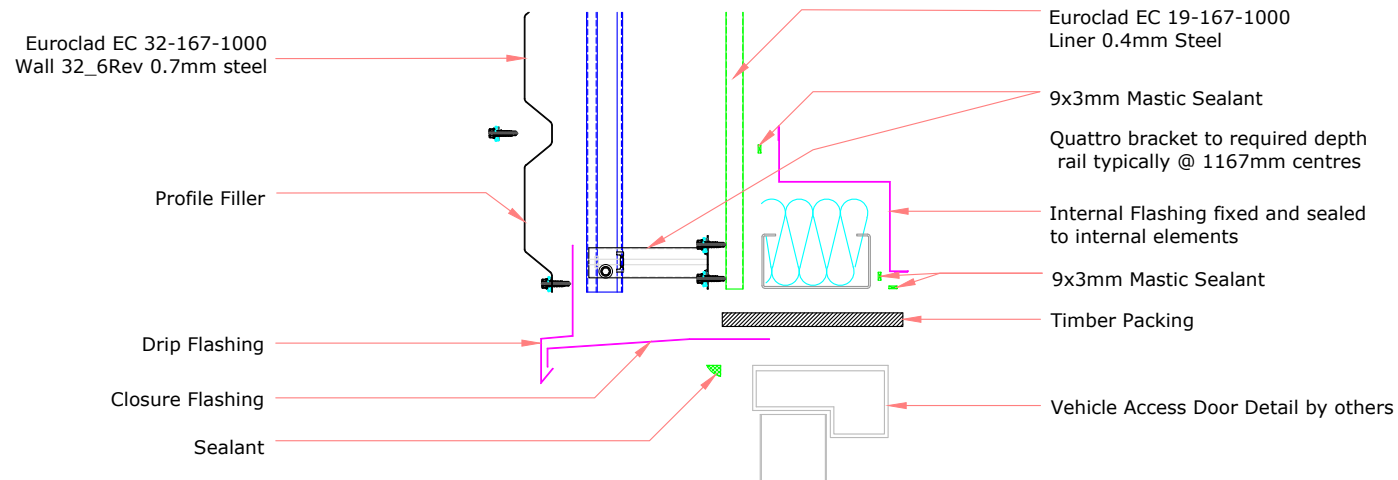 Euroclad EC 32-167-1000
Wall 32_6Rev 0.7mm steel
Profile Filler
Drip Flashing
Closure Flashing
Sealant
Euroclad EC 19-167-1000
Liner 0.4mm Steel
9x3mm Mastic Sealant
Quattro bracket to required depth
rail typically @ 1167mm centres
Internal Flashing fixed and sealed
to internal elements
9x3mm Mastic Sealant
Timber Packing
Vehicle Access Door Detail by others